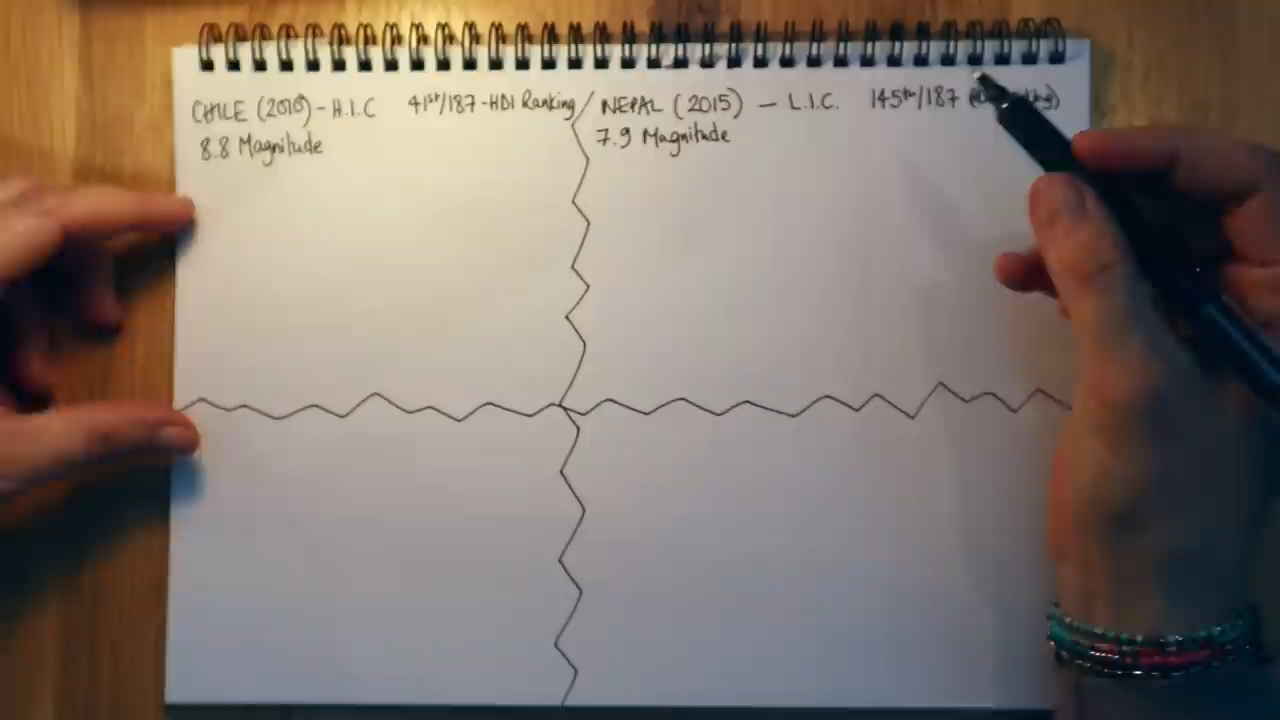 CHILE (2010) - H.I.C 41st/187 - HDI Ranking
8.8 Magnitude
NEPAL (2015) - L.I.C. 145th/187
7.9 Magnitude